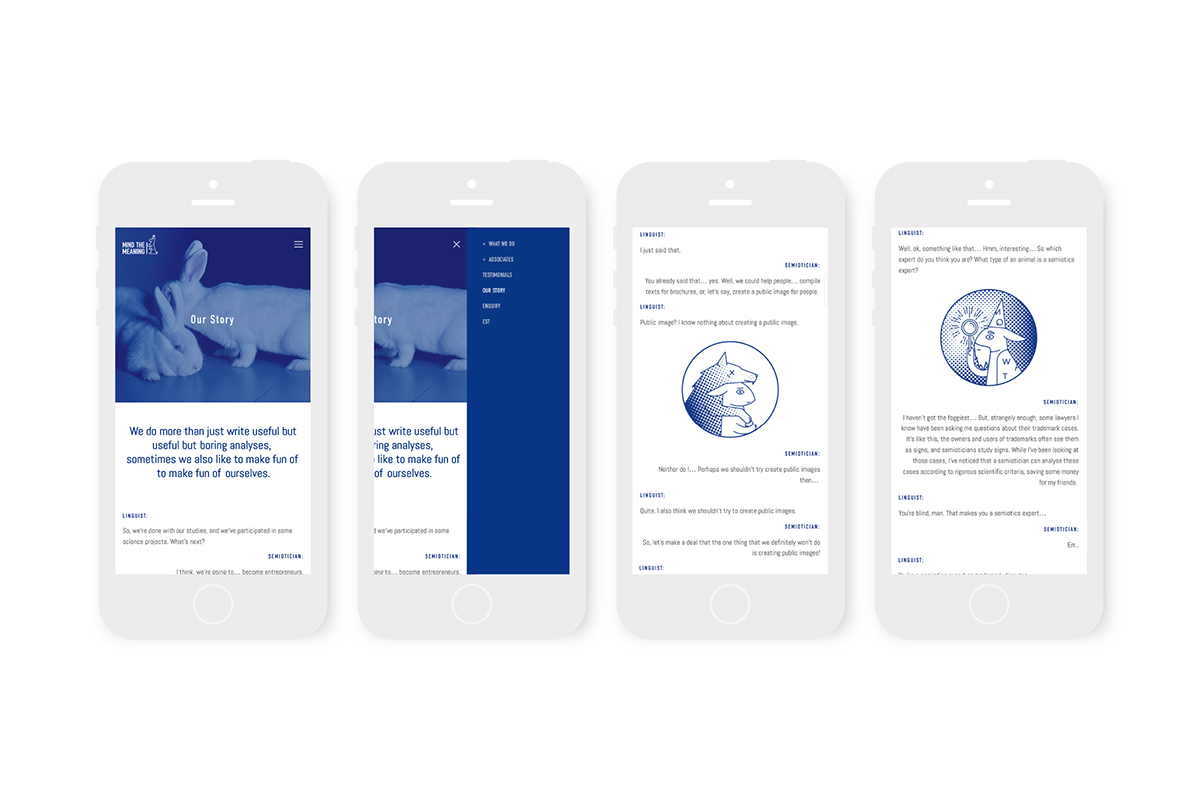 MIND THE
MEANING
Our Story
We do more than just write useful but
useful but boring analyses,
sometimes we also like to make fun of
to make fun of ourselves.
LINGUIST:
So, we're done with our studies, and we've participated in some
science projects. What's next?
SEMIOTICIAN:
I think, we're going to… become entrepreneurs.
tory
+ WHAT WE DO
+ ASSOCIATES
TESTIMONIALS
OUR STORY
ENQUIRY
EST
ust write useful but
ring analyses,
o like to make fun of
of ourselves.
d we've participated in some
SEMIOTICIAN:
oing to… become entrepreneurs.
LINGUIST:
I just said that.
SEMIOTICIAN:
You already said that… yes. Well, we could help people… compile
texts for brochures, or, let's say, create a public image for people.
LINGUIST:
Public image? I know nothing about creating a public image.
SEMIOTICIAN:
Neither do I… Perhaps we shouldn't try create public images
then…
LINGUIST:
Quite. I also think we shouldn't try to create public images.
SEMIOTICIAN:
So, let's make a deal that the one thing that we definitely won't do
is creating public images!
LINGUIST:
LINGUIST:
Well, ok, something like that… Hmm, interesting… So which
expert do you think you are? What type of an animal is a semiotics
expert?
W
T
SEMIOTICIAN:
I haven't got the foggiest… But, strangely enough, some lawyers I
know have been asking me questions about their trademark cases.
It's like this, the owners and users of trademarks often see them
as signs, and semioticians study signs. While I've been looking at
those cases, I've noticed that a semiotician can analyse these
cases according to rigorous scientific criteria, saving some money
for my friends.
LINGUIST:
You're blind, man. That makes you a semiotics expert…
SEMIOTICIAN:
Err..
LINGUIST: